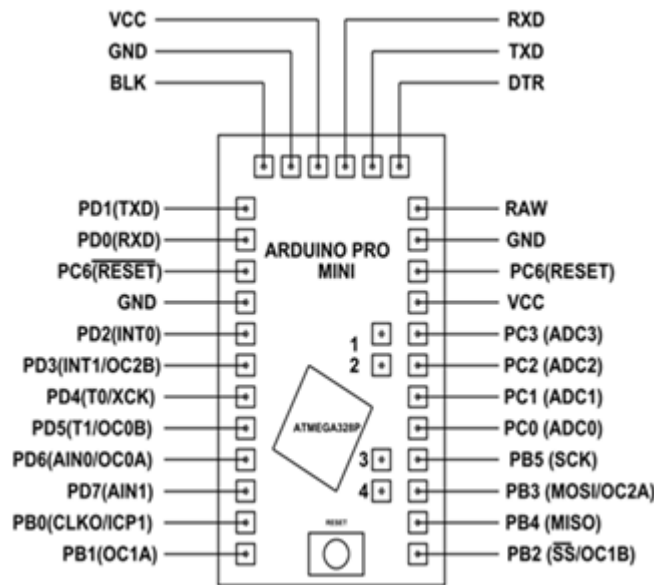 VCC
RXD
GND
TXD
BLK
DTR
PD1(TXD)
RAW
PD0(RXD)
GND
ARDUINO PRO
MINI
PC6(RESET)
PC6(RESET)
GND
VCC
PD2(INT0)
1
PC3 (ADC3)
PD3(INT1/OC2B)
2
PC2 (ADC2)
PD4(T0/XCK)
PC1 (ADC1)
PD5(T1/OC0B)
ATMEGA328P
PC0 (ADC0)
PD6(AIN0/OC0A)
3
PB5 (SCK)
PD7(AIN1)
4
PB3 (MOSI/OC2A)
PB0(CLKO/ICP1)
RESET
PB4 (MISO)
PB1(OC1A)
PB2 (SS/OC1B)